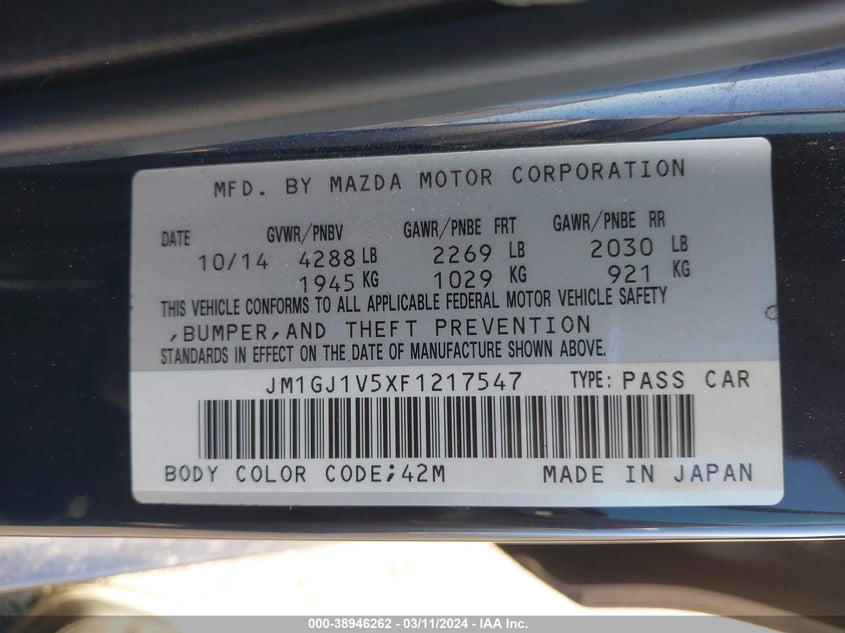 MFD. BY MAZDA MOTOR CORPORATION
DATE GVWR/PNBV GAWR/PNBE FRT GAWR/PNBE RR
10/14 4288 LB 2269 LB 2030 LB
1945 KG 1029 KG 921 KG
THIS VEHICLE CONFORMS TO ALL APPLICABLE FEDERAL MOTOR VEHICLE SAFETY
,BUMPER,AND THEFT PREVENTION
STANDARDS IN EFFECT ON THE DATE OF MANUFACTURE SHOWN ABOVE.
JM1GJ1V5XF1217547 TYPE: PASS CAR
BODY COLOR CODE;42M MADE IN JAPAN
000-38946262 - 03/11/2024 - IAA Inc.